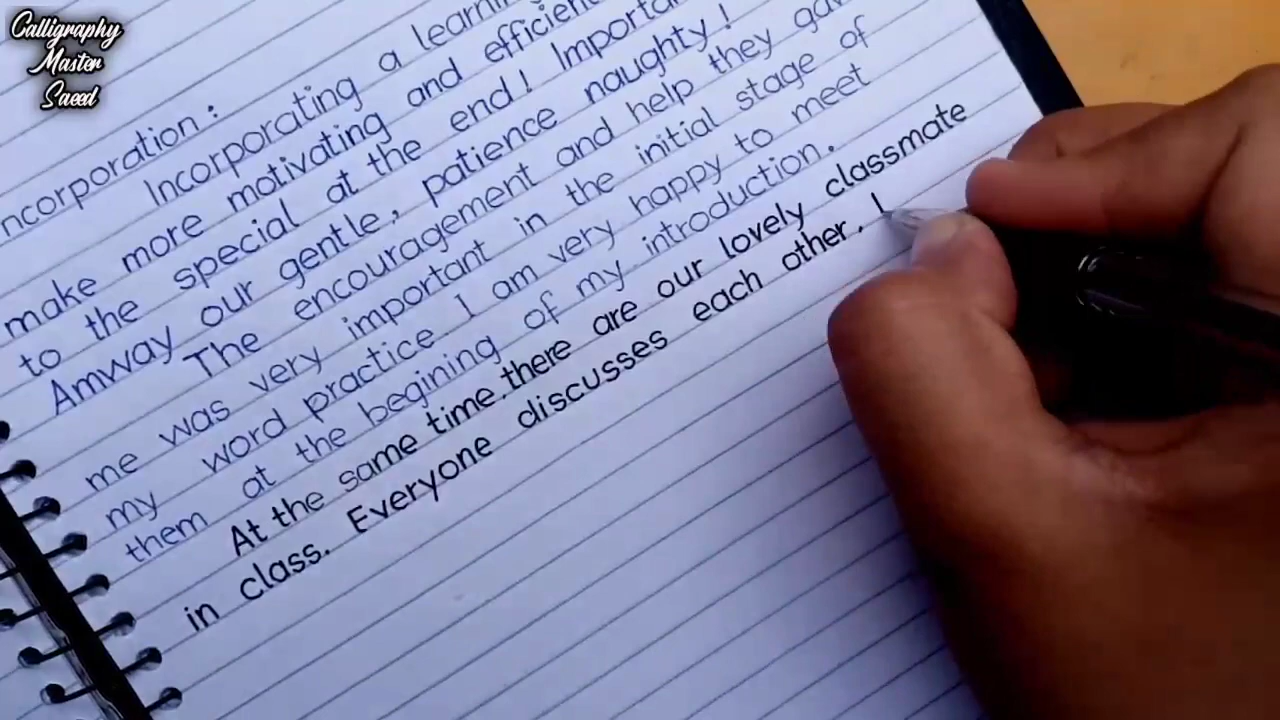 Calligraphy
Master
Saeed
ncorporation:
Incorporating a learnin
make more motivating and efficien
to the special at the end! Importa
Amway our gentle, patience naughty!
The encouragement and help they gav
me was very important in the initial stage of
my word practice I am very happy to meet
them at the begining of my introduction.
At the same time.there are our lovely classmate
in class. Everyone discusses each other. I